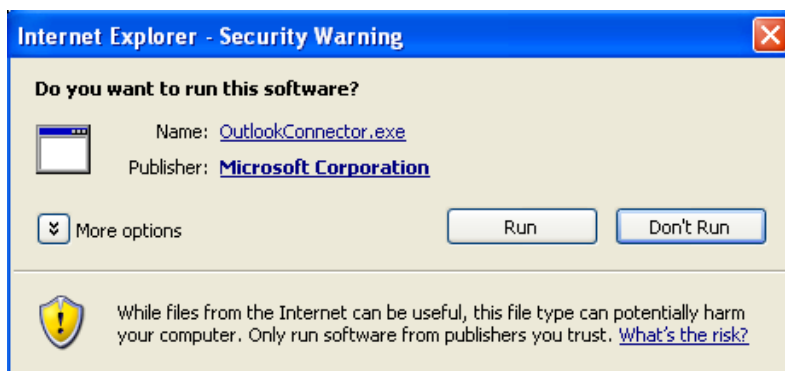 Internet Explorer - Security Warning
Do you want to run this software?
Name: OutlookConnector.exe
Publisher: Microsoft Corporation
More options
Run
Don't Run
While files from the Internet can be useful, this file type can potentially harm
your computer. Only run software from publishers you trust. What's the risk?